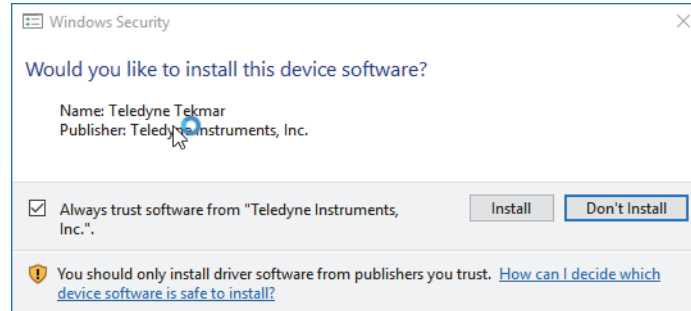 Windows Security
Would you like to install this device software?
Name: Teledyne Tekmar
Publisher: Teledyne Instruments, Inc.
Always trust software from "Teledyne Instruments,
Inc.".
Install
Don't Install
You should only install driver software from publishers you trust. How can I decide which
device software is safe to install?